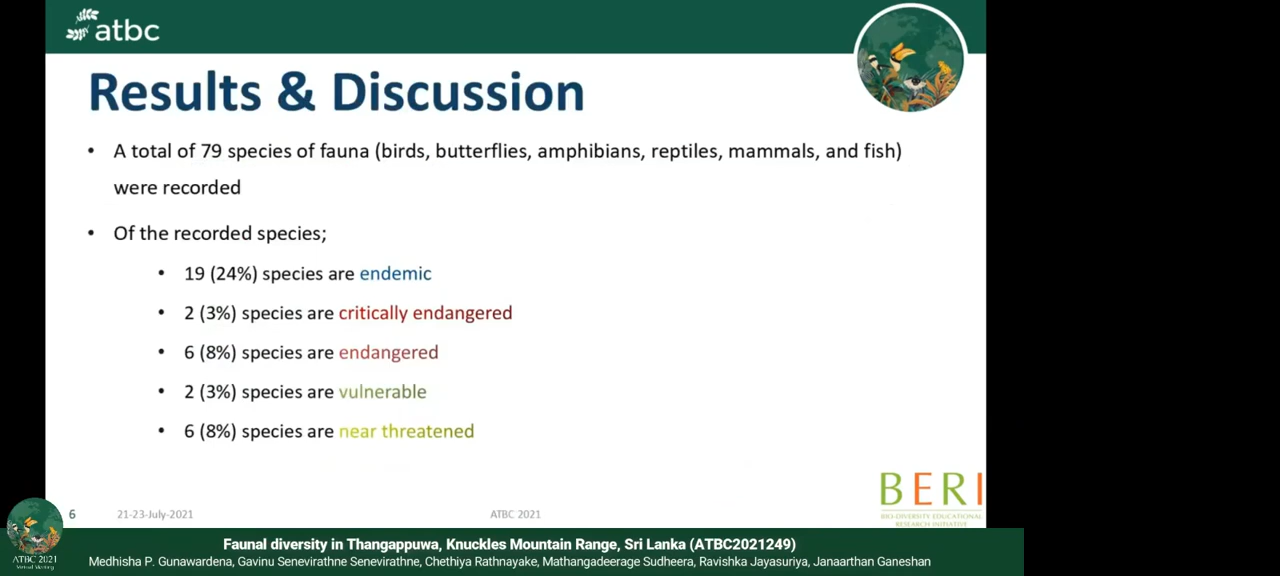 atbc
Results & Discussion
• A total of 79 species of fauna (birds, butterflies, amphibians, reptiles, mammals, and fish)
were recorded
• Of the recorded species;
• 19 (24%) species are endemic
• 2 (3%) species are critically endangered
• 6 (8%) species are endangered
• 2 (3%) species are vulnerable
• 6 (8%) species are near threatened
BERI
BIO-DIVERSITY EDUCATIONAL
RESEARCH INITIATIVE
6 21-23-July-2021 ATBC 2021
ATBC 2021
Virtual Meeting
Faunal diversity in Thangappuwa, Knuckles Mountain Range, Sri Lanka (ATBC2021249)
Medhisha P. Gunawardena, Gavinu Senevirathne Senevirathne, Chethiya Rathnayake, Mathangadeerage Sudheera, Ravishka Jayasuriya, Janaarthan Ganeshan